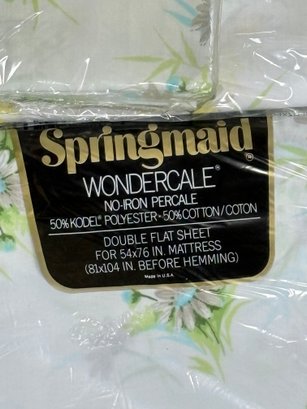 Springmaid®
WONDERCALE®
NO-IRON PERCALE
50% KODEL® POLYESTER-50% COTTON/COTON
DOUBLE FLAT SHEET
FOR 54x76 IN. MATTRESS
(81x104 IN. BEFORE HEMMING)
Made in U.S.A.